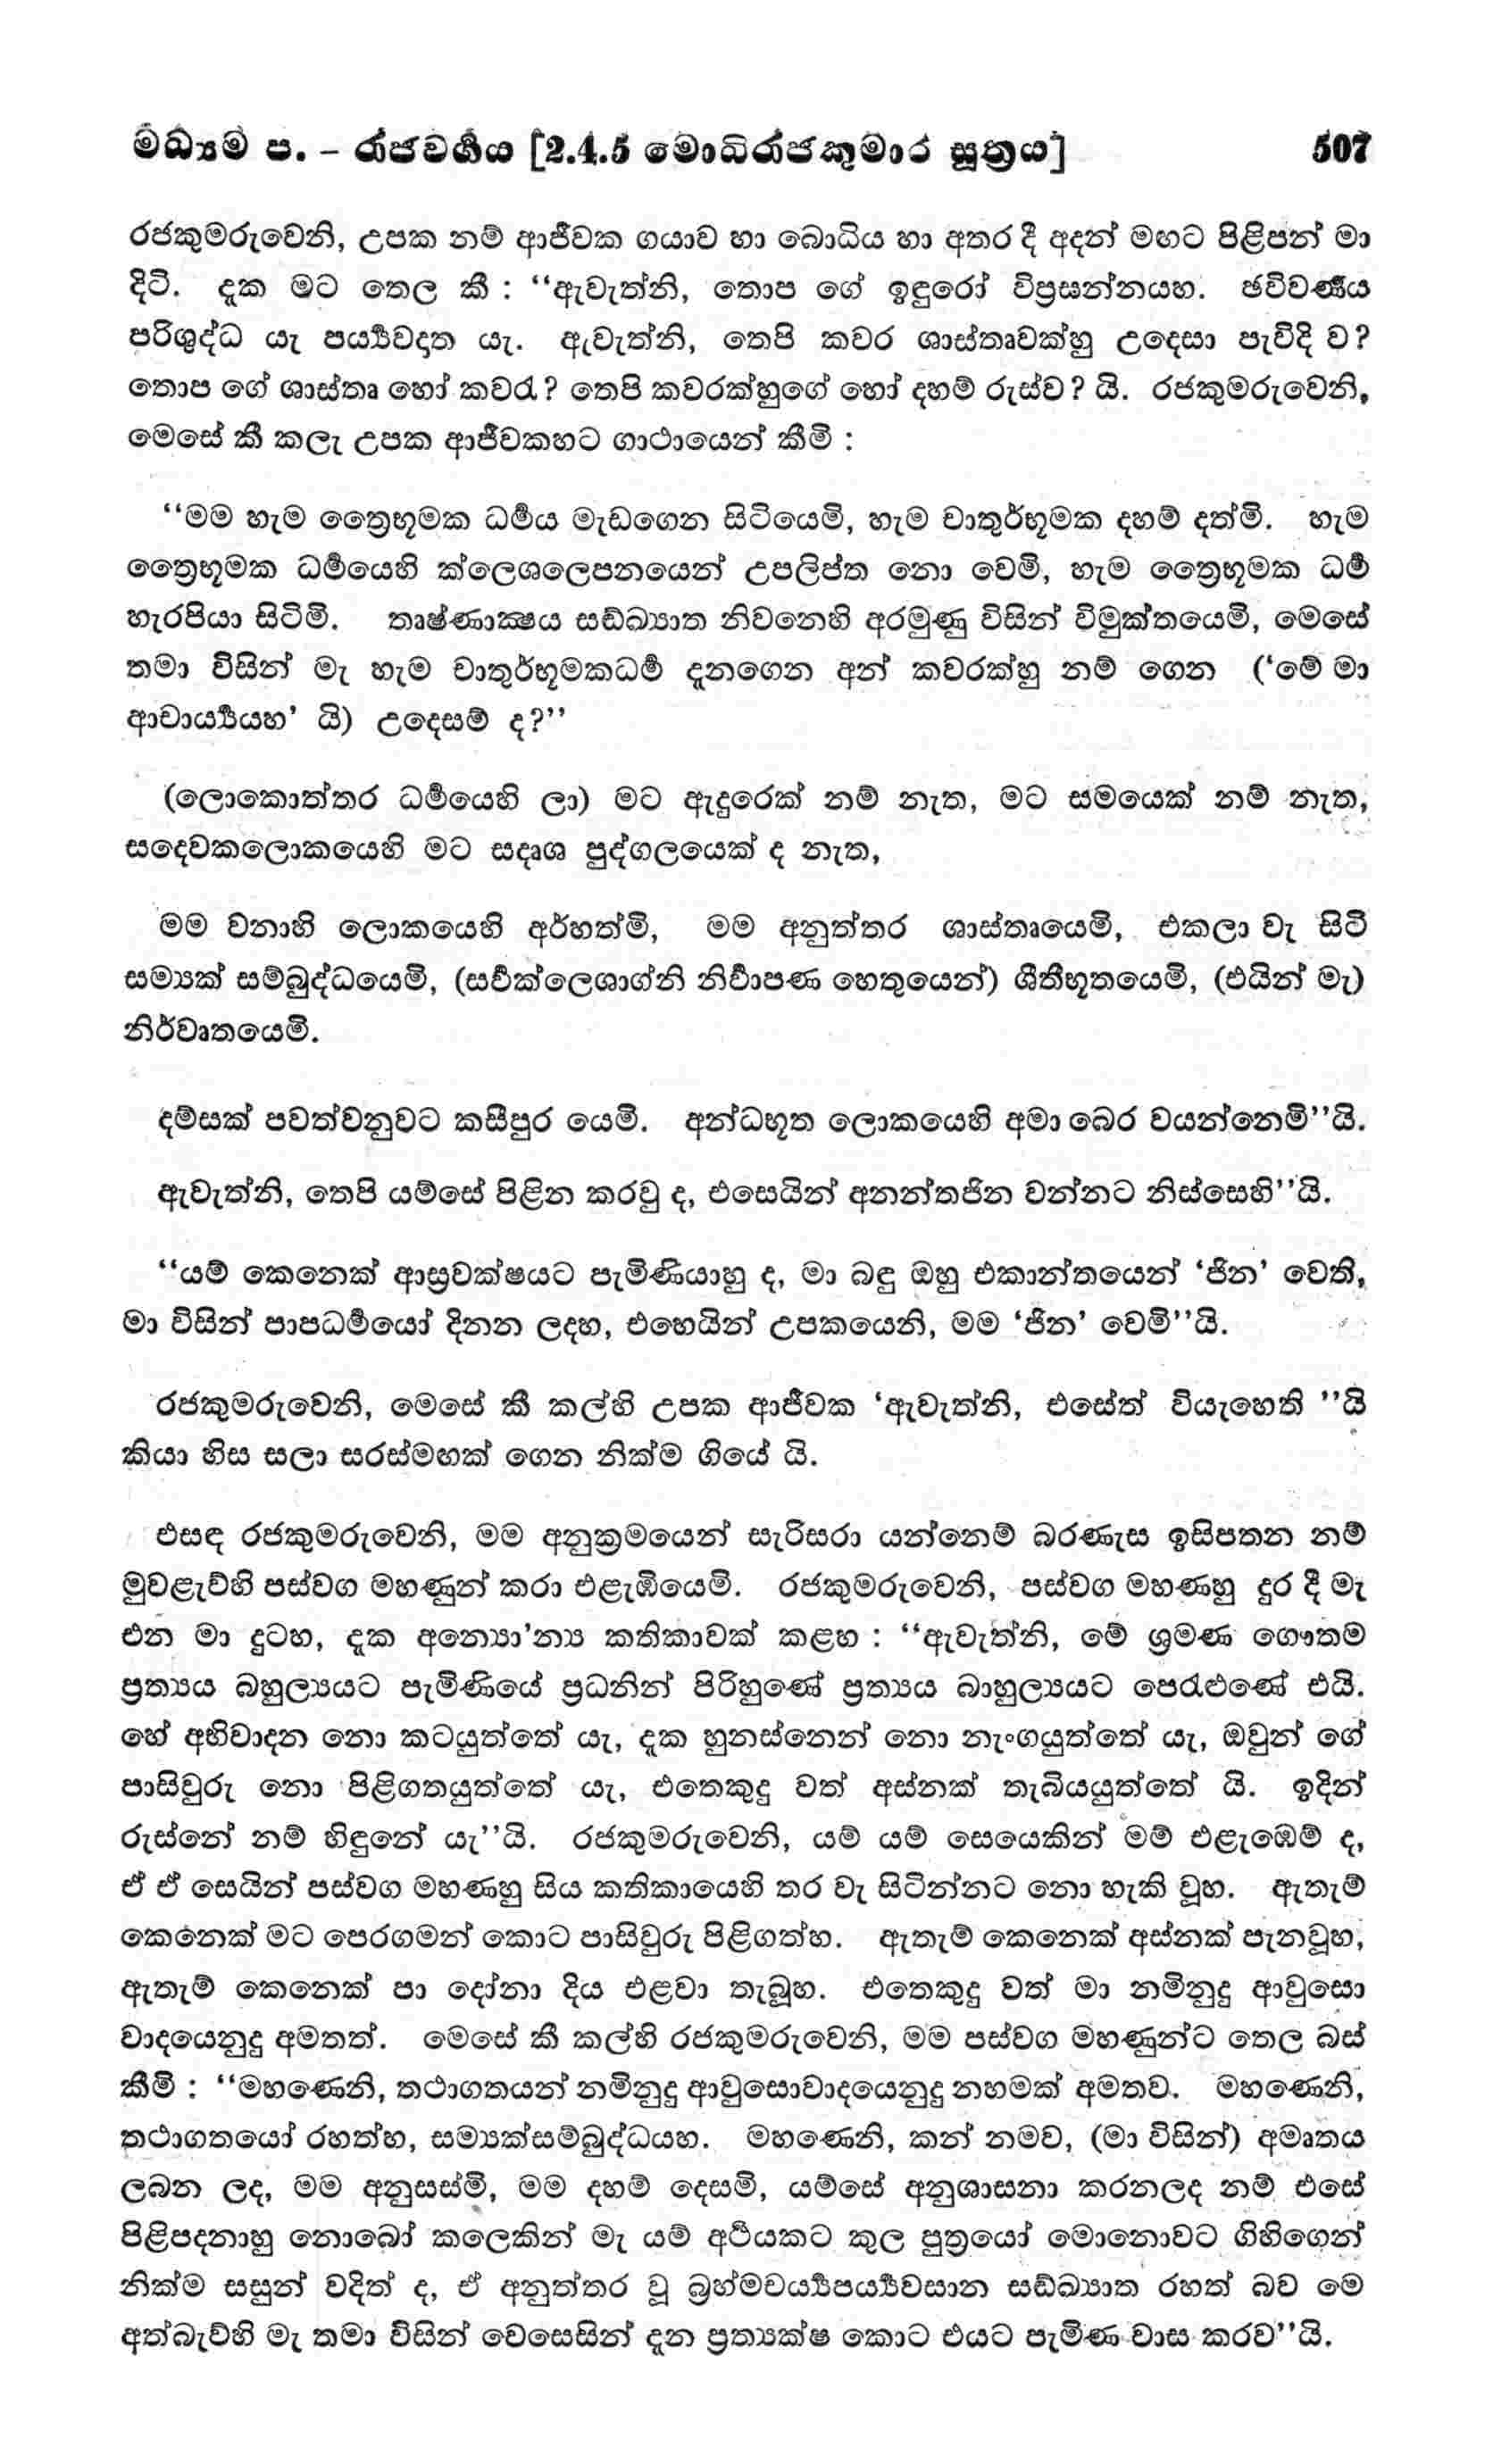 මධ්‍යම ප. – රාජවර්‍ගය [2.4.5 මොධිරාජකුමාර සූත්‍රය] 507
රජකුමරුවෙනි, උපක නම් ආජීවක ගයාව හා බොධිය හා අතර දී අදන් මඟට පිළිපන් මා
දිටි. දැක මට තෙල කී : “ඇවැත්නි, තොප ගේ ඉඳුරෝ විප්‍රසන්නයහ. ඡවිවර්‍ණය
පරිශුද්ධ යැ පර්‍ය්‍යවදාත යැ. ඇවැත්නි, තෙපි කවර ශාස්තෘවක්හු උදෙසා පැවිදි ව?
තොප ගේ ශාස්තෘ හෝ කවරැ? තෙපි කවරක්හුගේ හෝ දහම් රුස්ව? යි. රජකුමරුවෙනි,
මෙසේ කී කලැ උපක ආජීවකහට ගාථායෙන් කීමි :
“මම හැම ත්‍රෛභූමක ධර්‍මය මැඩගෙන සිටියෙමි, හැම චාතුර්භූමක දහම් දත්මි. හැම
ත්‍රෛභූමක ධර්‍මයෙහි ක්ලෙශලෙපනයෙන් උපලිප්ත නො වෙමි, හැම ත්‍රෛභූමක ධර්‍ම
හැරපියා සිටිමි. තෘෂ්ණාක්‍ෂය සඞ්ඛ්‍යාත නිවනෙහි අරමුණු විසින් විමුක්තයෙමි, මෙසේ
තමා විසින් මැ හැම චාතුර්භූමකධර්‍ම දැනගෙන අන් කවරක්හු නම් ගෙන (‘මේ මා
ආචාර්‍ය්‍යයහ’ යි) උදෙසම් ද?”
(ලොකොත්තර ධර්‍මයෙහි ලා) මට ඇදුරෙක් නම් නැත, මට සමයෙක් නම් නැත,
සදෙවකලොකයෙහි මට සදෘශ පුද්ගලයෙක් ද නැත,
මම වනාහි ලොකයෙහි අර්හත්මි, මම අනුත්තර ශාස්තෘයෙමි, එකලා වැ සිටි
සම්‍යක් සම්බුද්ධයෙමි, (සර්‍වක්ලෙශාග්නි නිර්‍වාපණ හෙතුයෙන්) ශීතීභූතයෙමි, (එයින් මැ)
නිර්වෘතයෙමි.
දම්සක් පවත්වනුවට කසීපුර යෙමි. අන්ධභූත ලොකයෙහි අමා බෙර වයන්නෙමි”යි.
ඇවැත්නි, තෙපි යම්සේ පිළින කරවු ද, එසෙයින් අනන්තජින වන්නට නිස්සෙහි”යි.
“යම් කෙනෙක් ආස්‍රවක්ෂයට පැමිණියාහු ද, මා බඳු ඔහු එකාන්තයෙන් ‘ජින’ වෙති,
මා විසින් පාපධර්‍මයෝ දිනන ලදහ, එහෙයින් උපකයෙනි, මම ‘ජින’ වෙමි”යි.
රජකුමරුවෙනි, මෙසේ කී කල්හි උපක ආජීවක ‘ඇවැත්නි, එසේත් වියැහෙති ”යි
කියා හිස සලා සරස්මඟක් ගෙන නික්ම ගියේ යි.
එසඳ රජකුමරුවෙනි, මම අනුක්‍රමයෙන් සැරිසරා යන්නෙම් බරණැස ඉසිපතන නම්
මුවළැව්හි පස්වග මහණුන් කරා එළැඹියෙමි. රජකුමරුවෙනි, පස්වග මහණහු දුර දී මැ
එන මා දුටහ, දැක අන්‍යො’න්‍ය කතිකාවක් කළහ : “ඇවැත්නි, මේ ශ්‍රමණ ගෞතම
ප්‍රත්‍යය බහුල්‍යයට පැමිණියේ ප්‍රධනින් පිරිහුණේ ප්‍රත්‍යය බාහුල්‍යයට පෙරැළුණේ එයි.
හේ අභිවාදන නො කටයුත්තේ යැ, දැක හුනස්නෙන් නො නැංගයුත්තේ යැ, ඔවුන් ගේ
පාසිවුරු නො පිළිගතයුත්තේ යැ, එතෙකුදු වත් අස්නක් තැබියයුත්තේ යි. ඉදින්
රුස්නේ නම් හිඳුනේ යැ”යි. රජකුමරුවෙනි, යම් යම් සෙයෙකින් මම් එළැඹෙම් ද,
ඒ ඒ සෙයින් පස්වග මහණහු සිය කතිකායෙහි තර වැ සිටින්නට නො හැකි වූහ. ඇතැම්
කෙනෙක් මට පෙරගමන් කොට පාසිවුරු පිළිගත්හ. ඇතැම් කෙනෙක් අස්නක් පැනවූහ,
ඇතැම් කෙනෙක් පා දෝනා දිය එළවා තැබූහ. එතෙකුදු වත් මා නමිනුදු ආවුසො
වාදයෙනුදු අමතත්. මෙසේ කී කල්හි රජකුමරුවෙනි, මම පස්වග මහණුන්ට තෙල බස්
කීමි : “මහණෙනි, තථාගතයන් නමිනුදු ආවුසොවාදයෙනුදු නහමක් අමතව. මහණෙනි,
තථාගතයෝ රහත්හ, සම්‍යක්සම්බුද්ධයහ. මහණෙනි, කන් නමව, (මා විසින්) අමෘතය
ලබන ලද, මම අනුසස්මි, මම දහම් දෙසමි, යම්සේ අනුශාසනා කරනලද නම් එසේ
පිළිපදනාහු නොබෝ කලෙකින් මැ යම් අර්‍ථයකට කුල පුත්‍රයෝ මොනොවට ගිහිගෙන්
නික්ම සසුන් වදිත් ද, ඒ අනුත්තර වූ බ්‍රහ්මචර්‍ය්‍යපර්‍ය්‍යවසාන සඞ්ඛ්‍යාත රහත් බව මෙ
අත්බැව්හි මැ තමා විසින් වෙසෙසින් දැන ප්‍රත්‍යක්ෂ කොට එයට පැමිණ වාස කරව”යි.